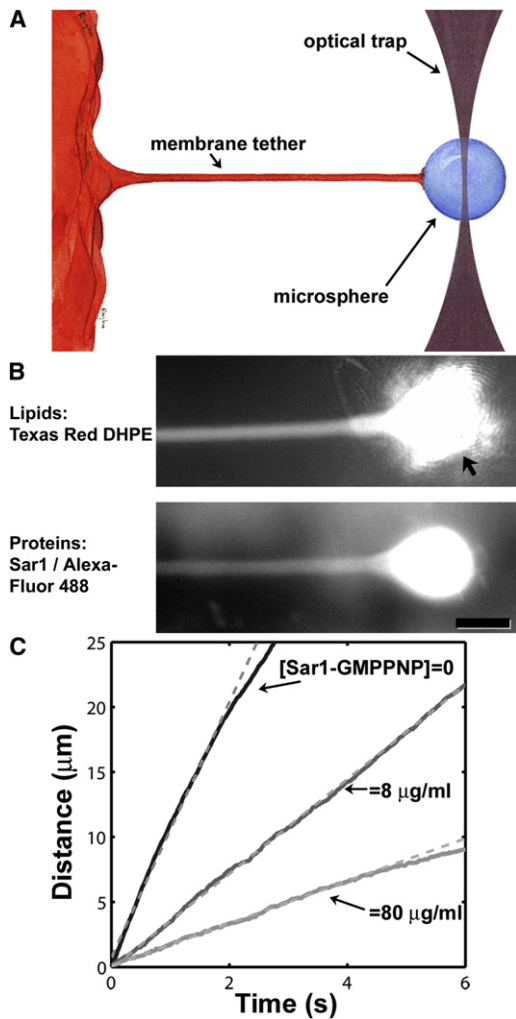 A
optical trap
membrane tether
microsphere
B
Lipids:
Texas Red DHPE
Proteins:
Sar1 / Alexa-
Fluor 488
C
25
20
15
10
5
0
Distance (μm)
[Sar1-GMPPNP]=0
=8 μg/ml
=80 μg/ml
0
2
4
6
Time (s)